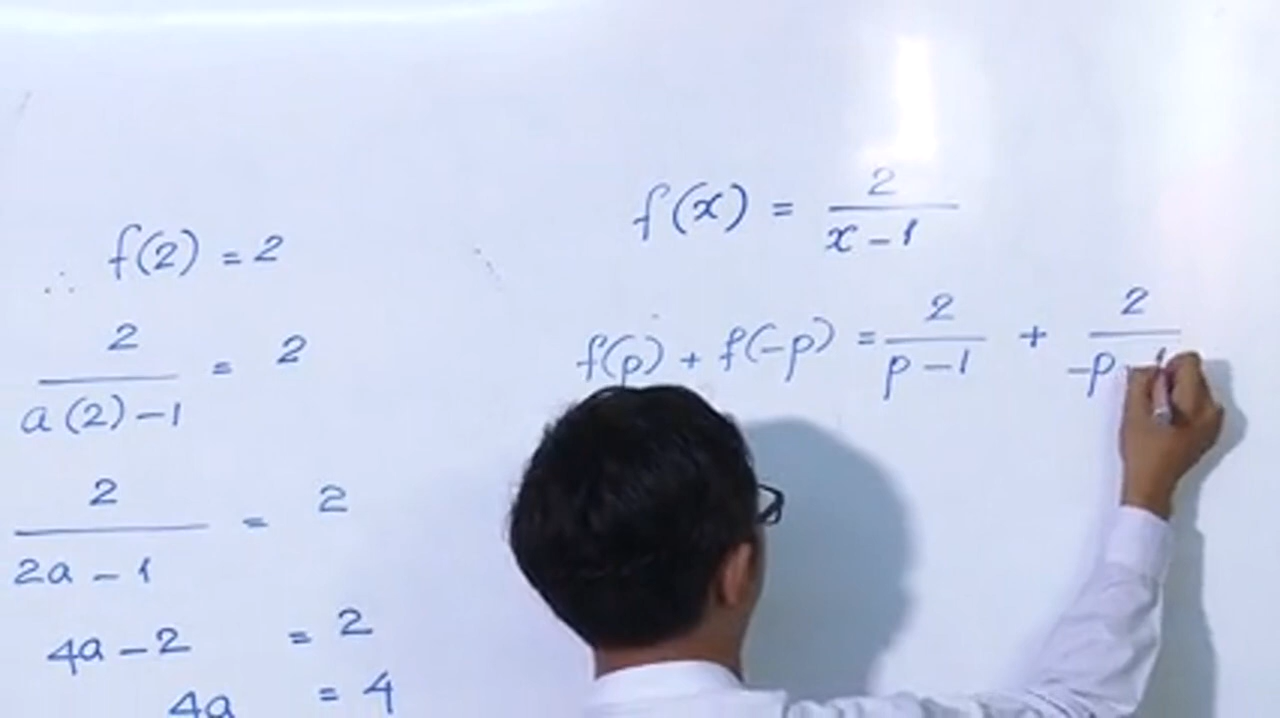 ∴ f(2) = 2
2 / a(2)-1 = 2
2 / 2a - 1 = 2
4a - 2 = 2
4a = 4
f(x) = 2 / x - 1
f(p) + f(-p) = 2 / p - 1 + 2 / -p - 1